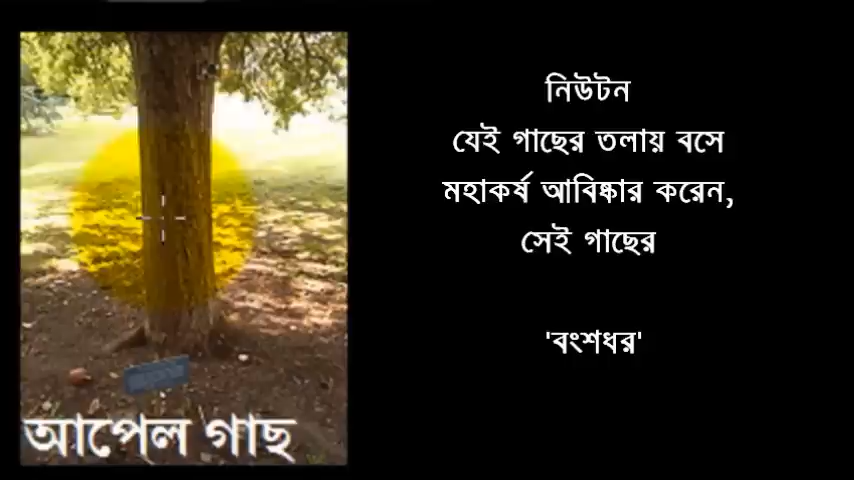 নিউটন
যেই গাছের তলায় বসে
মহাকর্ষ আবিষ্কার করেন,
সেই গাছের
'বংশধর'
আপেল গাছ